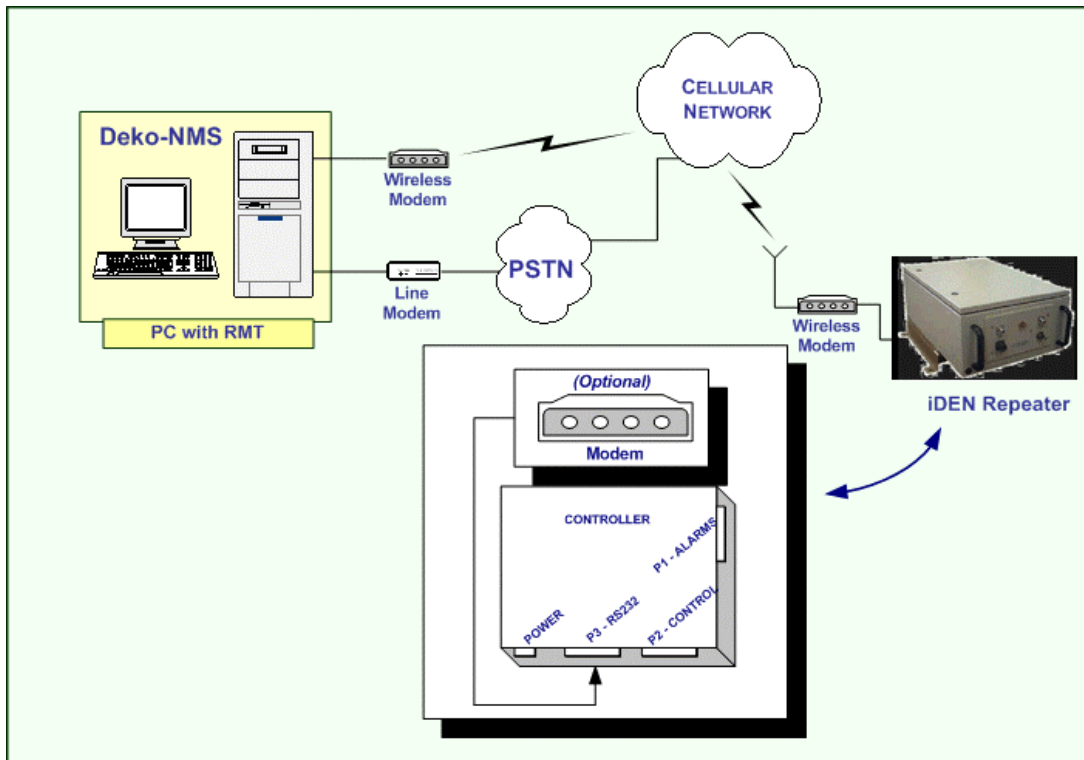 CELLULAR
NETWORK
Deko-NMS
Wireless
Modem
PSTN
Line
Modem
PC with RMT
Wireless
Modem
iDEN Repeater
(Optional)
Modem
CONTROLLER
P1 - ALARMS
POWER
P3 - RS232
P2 - CONTROL